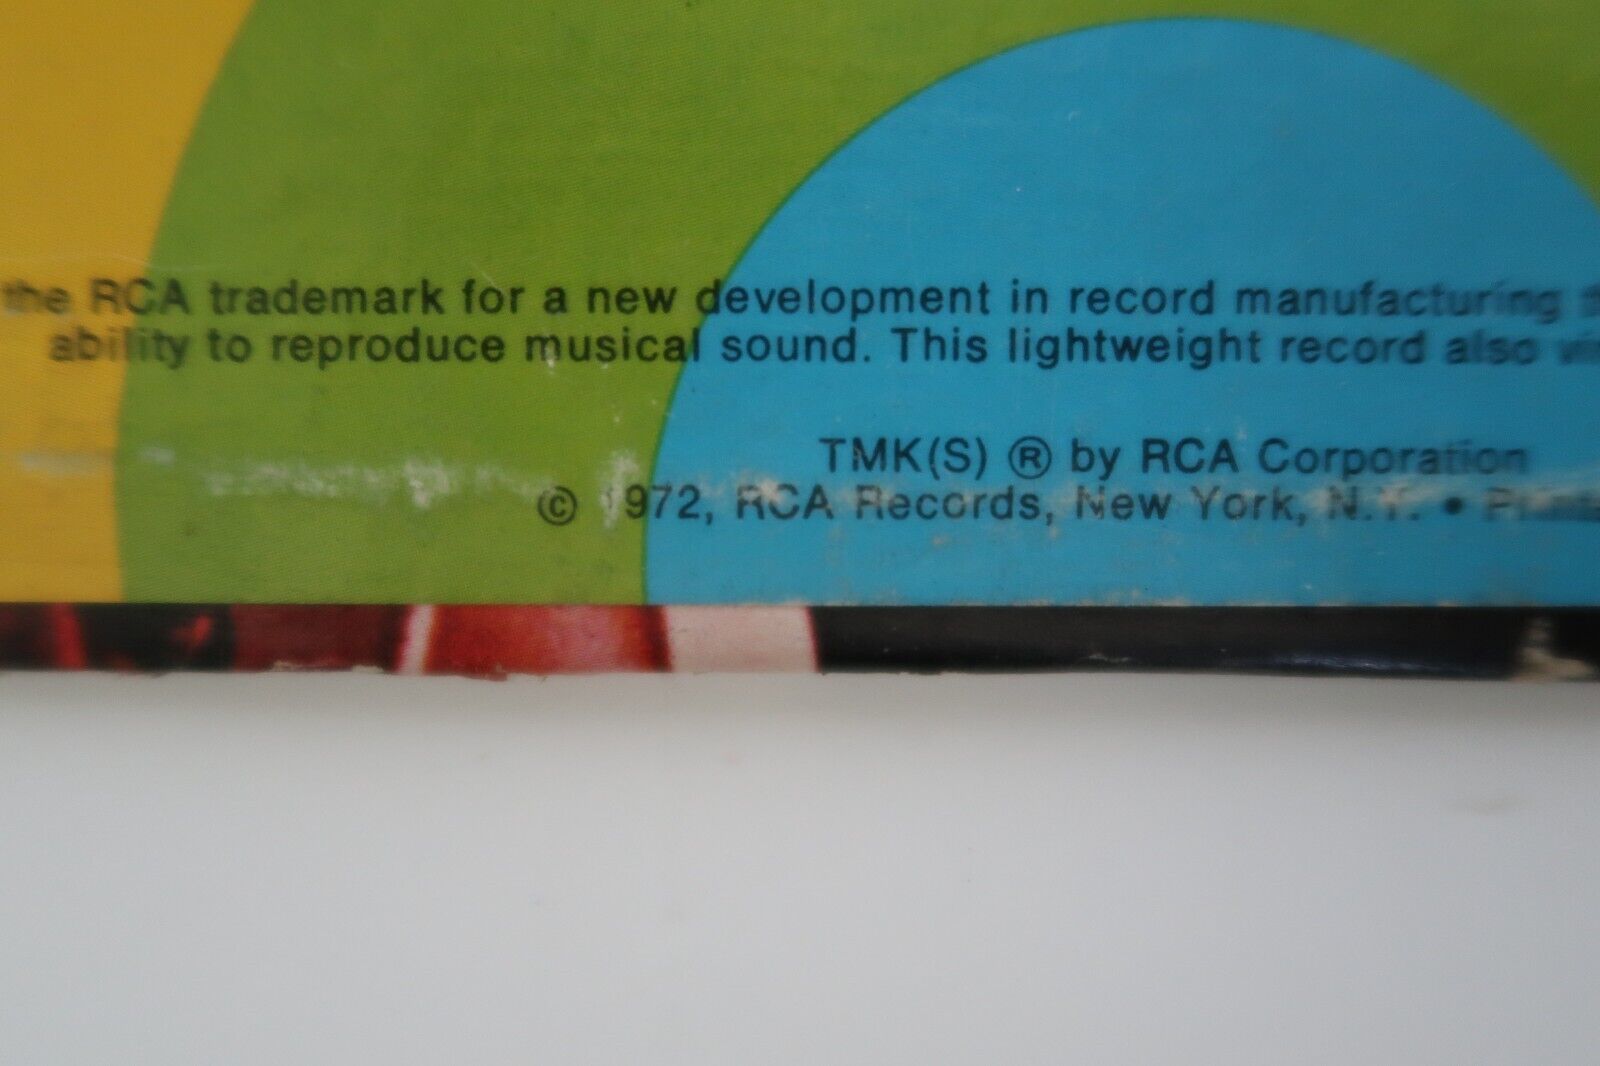 the RCA trademark for a new development in record manufacturing
ability to reproduce musical sound. This lightweight record also
TMK(S) ® by RCA Corporation
© 1972, RCA Records, New York, N.Y. •